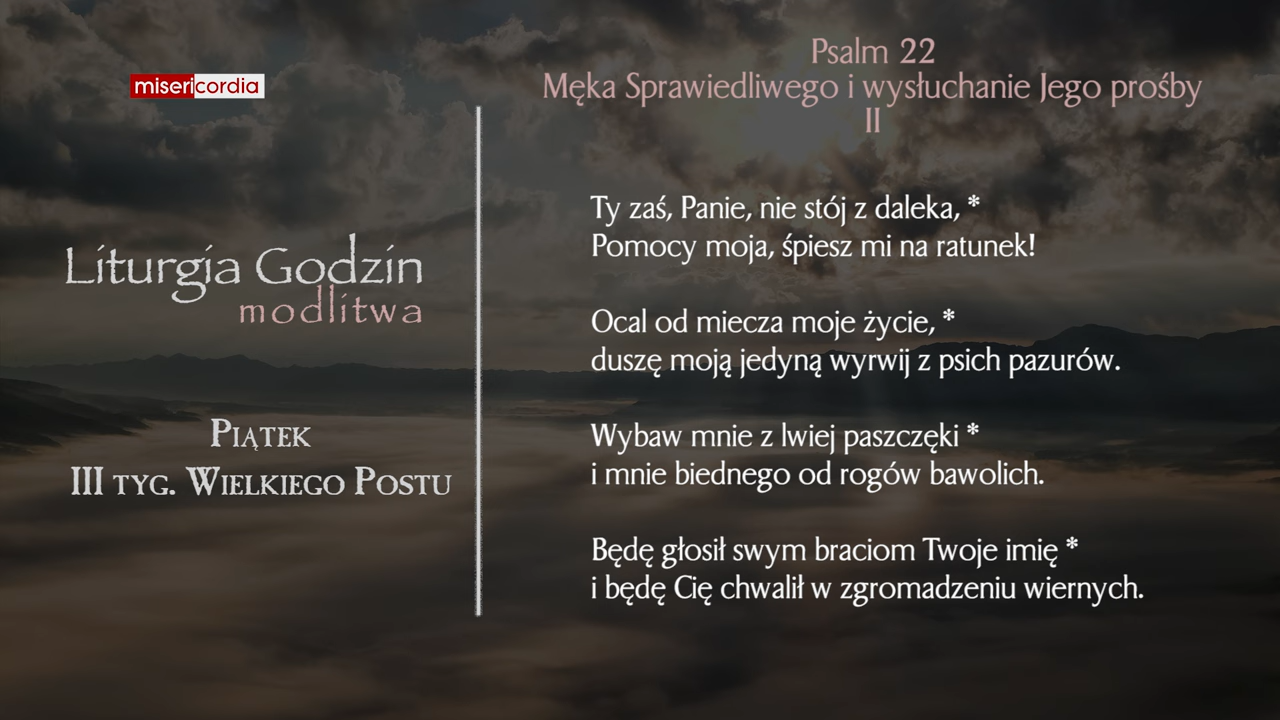 misericordia
Liturgia Godzin
modlitwa
Piątek
III tyg. Wielkiego Postu
Psalm 22
Męka Sprawiedliwego i wysłuchanie Jego prośby
II
Ty zaś, Panie, nie stój z daleka, *
Pomocy moja, śpiesz mi na ratunek!
Ocal od miecza moje życie, *
duszę moją jedyną wyrwij z psich pazurów.
Wybaw mnie z lwiej paszczęki *
i mnie biednego od rogów bawolich.
Będę głosił swym braciom Twoje imię *
i będę Cię chwalił w zgromadzeniu wiernych.